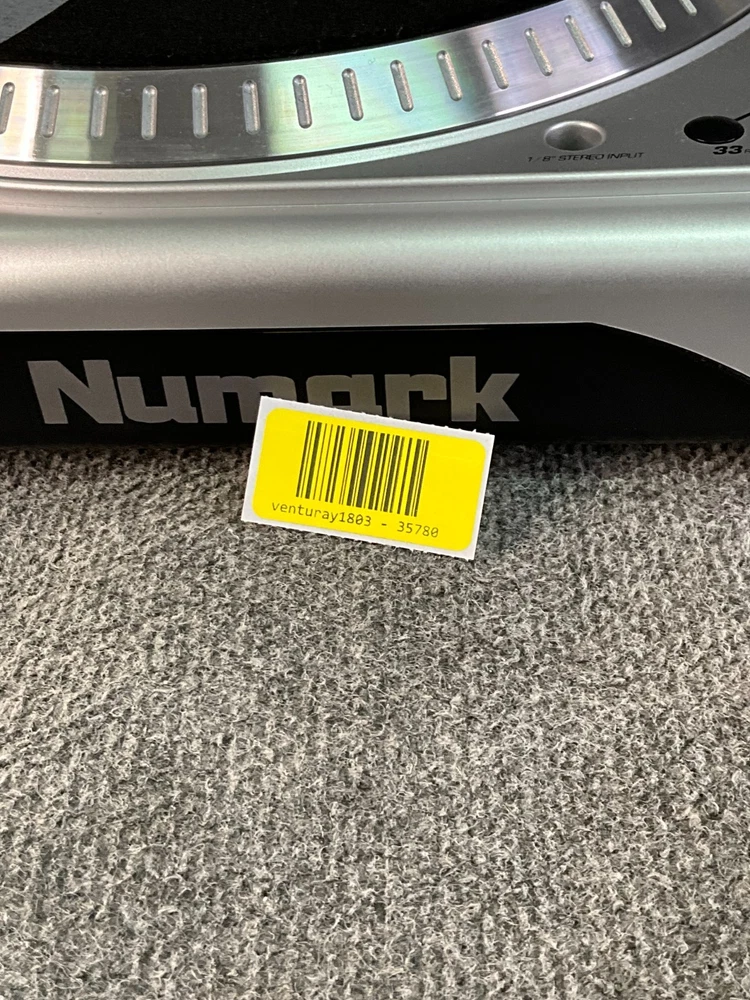 1/8" STEREO INPUT
33
Numark
venturay1803 - 35780